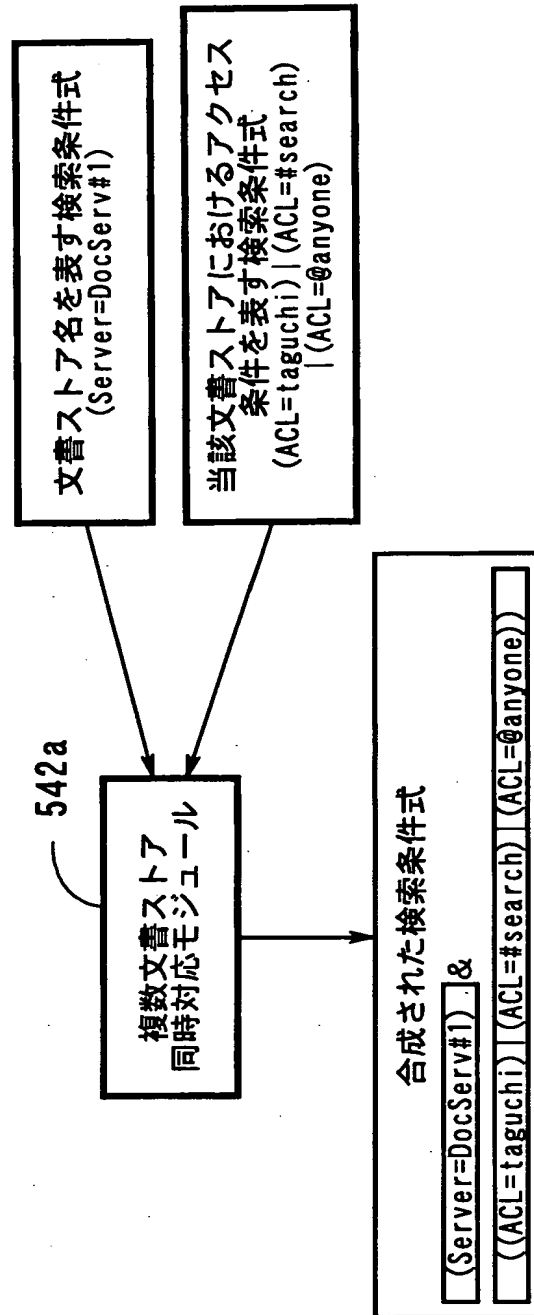 文書ストア名を表す検索条件式
(Server=DocServ#1)
当該文書ストアにおけるアクセス
条件を表す検索条件式
(ACL=taguchi)|(ACL=#search)
|(ACL=@anyone)
542a
複数文書ストア
同時対応モジュール
合成された検索条件式
(Server=DocServ#1) &
((ACL=taguchi)|(ACL=#search)|(ACL=@anyone))